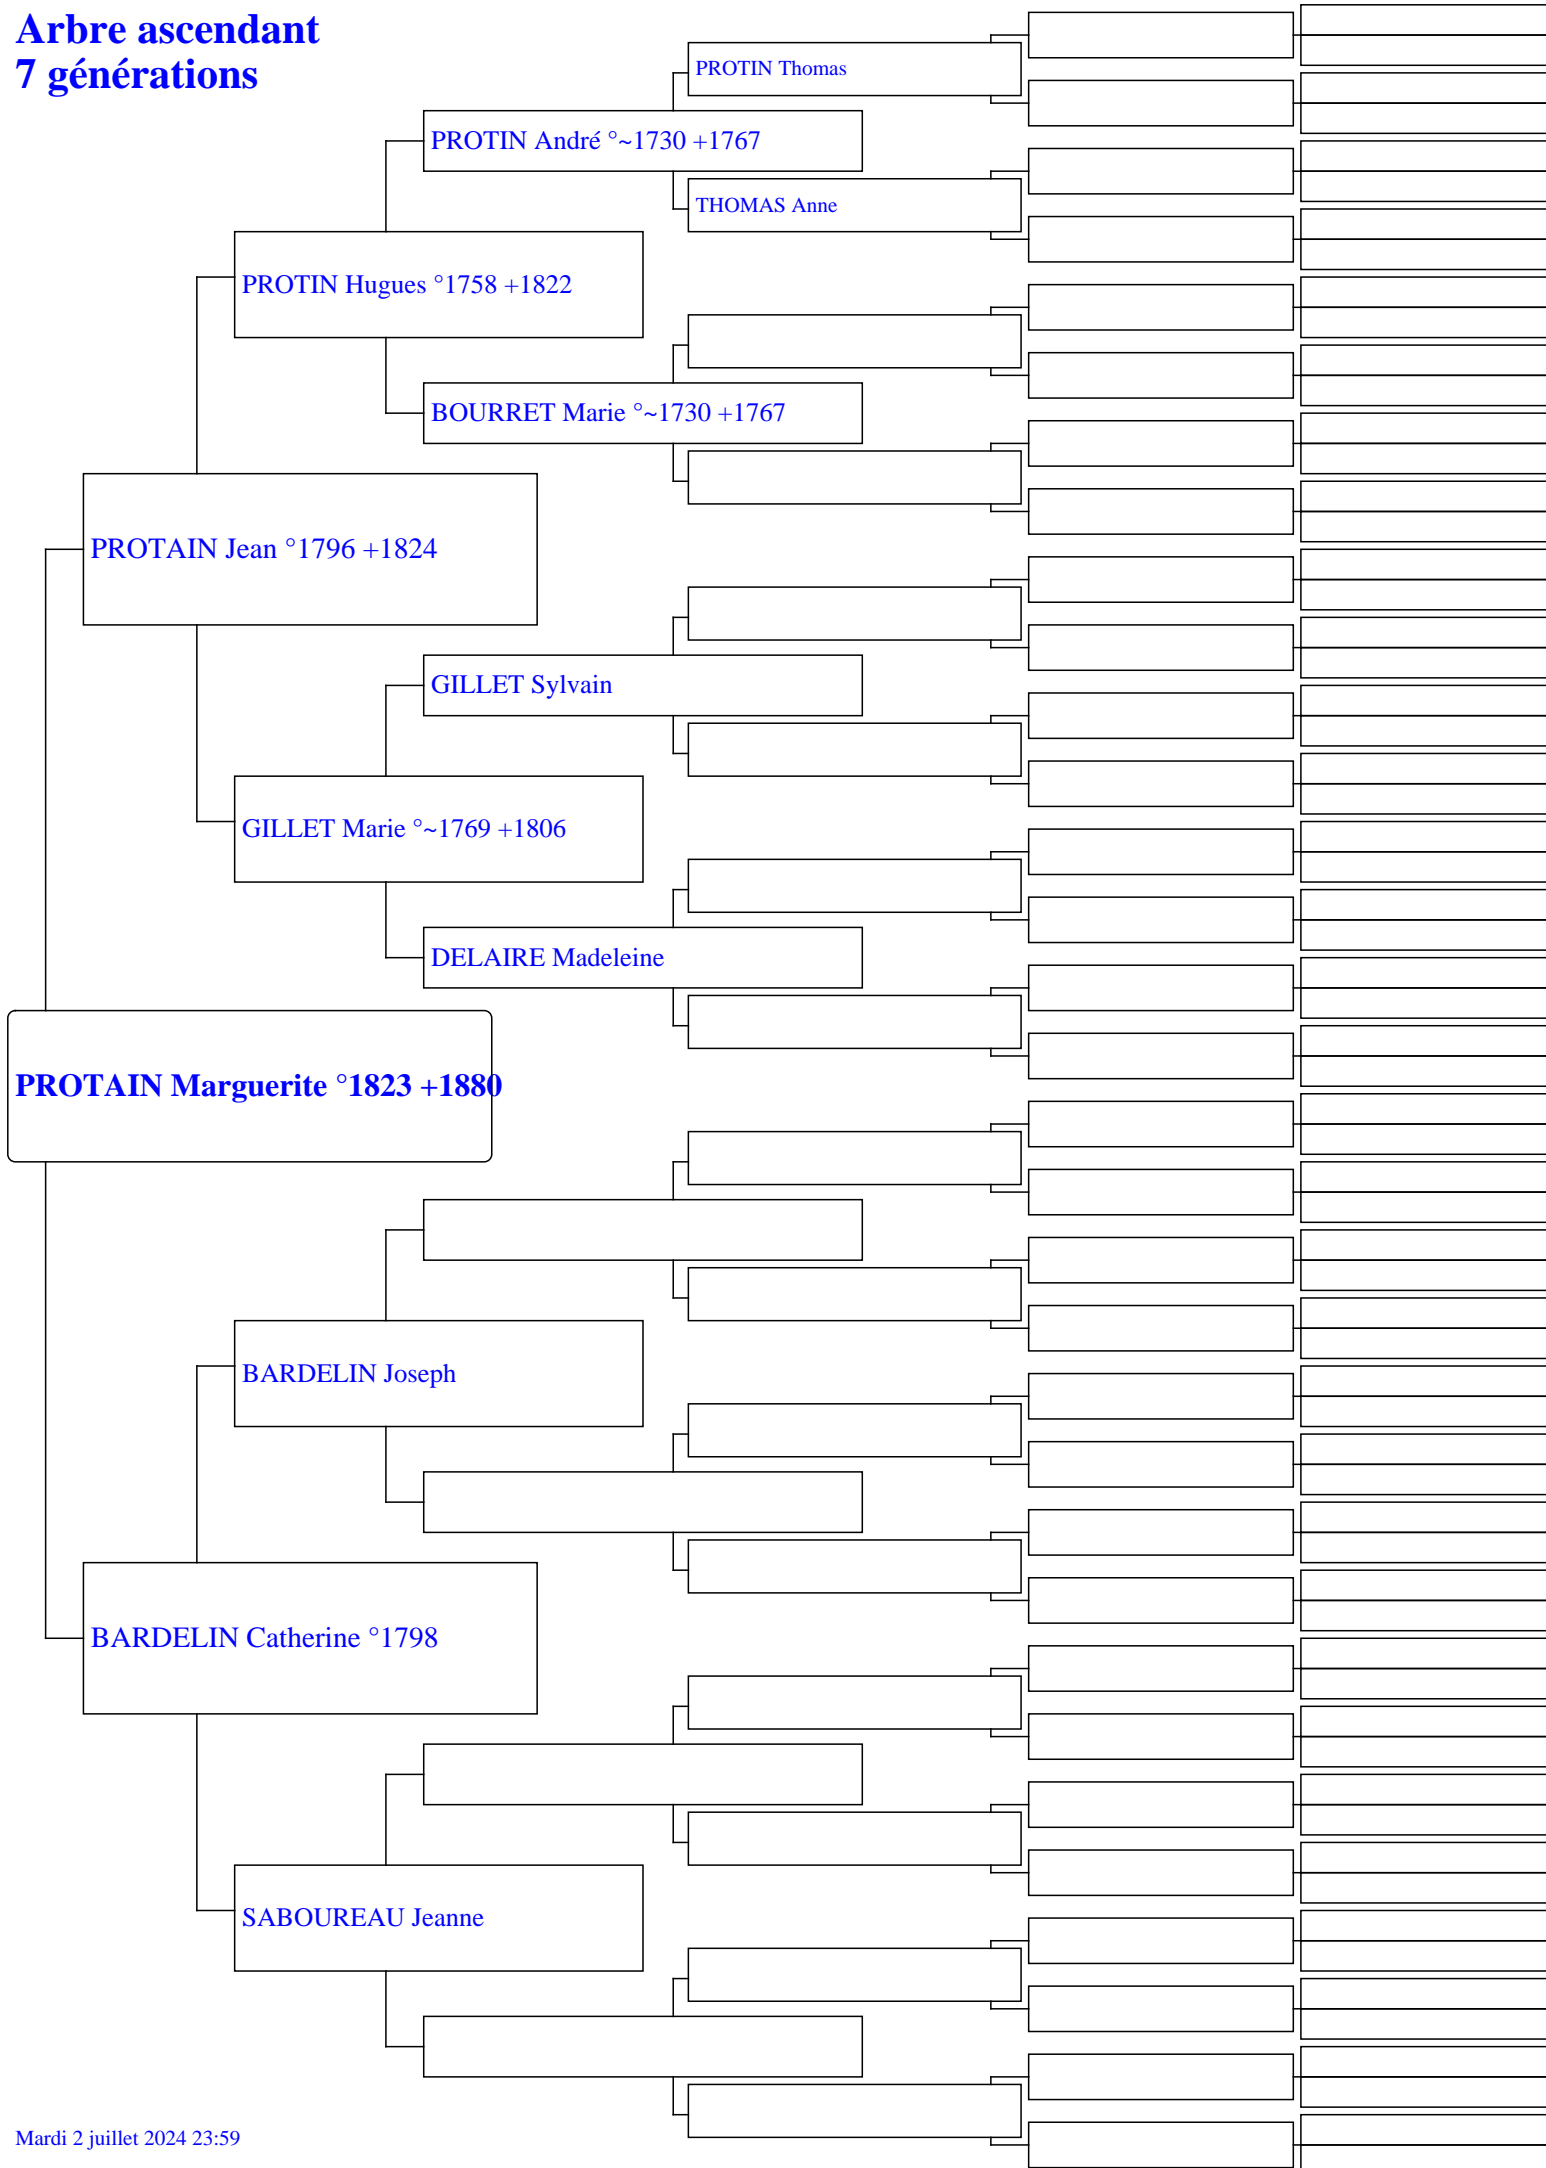 Arbre ascendant
7 générations
PROTIN Thomas
PROTIN André °~1730 +1767
THOMAS Anne
PROTIN Hugues °1758 +1822
BOURRET Marie °~1730 +1767
PROTAIN Jean °1796 +1824
GILLET Sylvain
GILLET Marie °~1769 +1806
DELAIRE Madeleine
PROTAIN Marguerite °1823 +1880
BARDELIN Joseph
BARDELIN Catherine °1798
SABOUREAU Jeanne
Mardi 2 juillet 2024 23:59